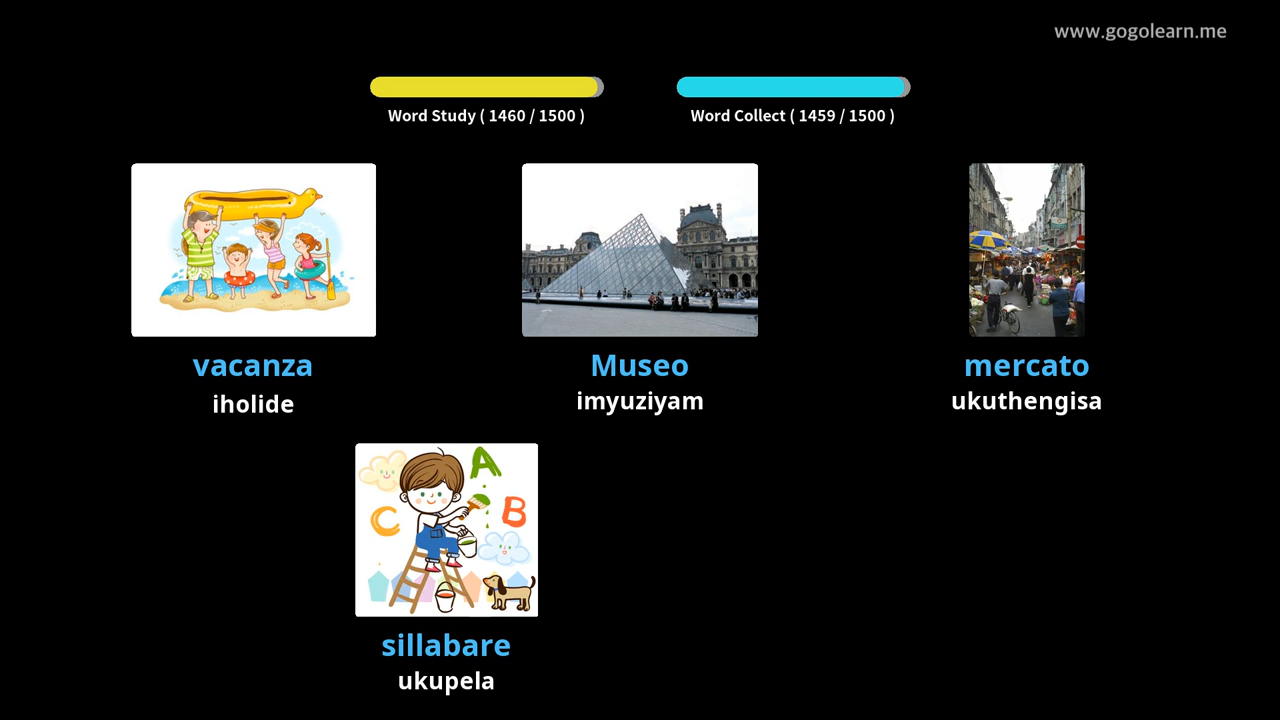 www.gogolearn.me
Word Study ( 1460 / 1500 )
Word Collect ( 1459 / 1500 )
vacanza
iholide
Museo
imyuziyam
mercato
ukuthengisa
A
B
C
sillabare
ukupela